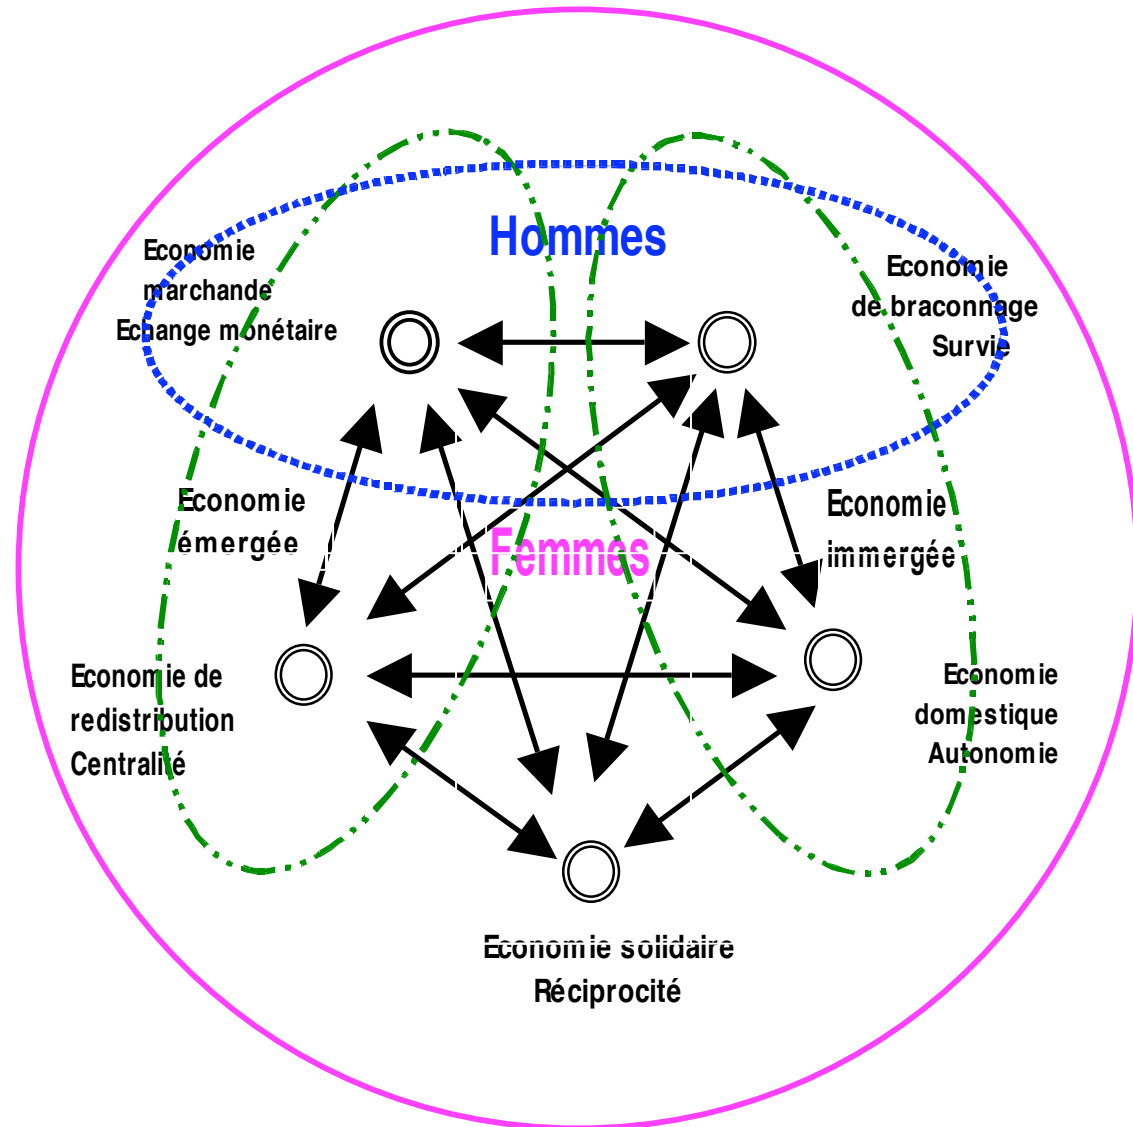 Hommes
Economie
marchande
Echange monétaire
Economie
de braconnage
Survie
Economie
émergée
Femmes
Economie
immergée
Economie de
redistribution
Centralité
Economie
domestique
Autonomie
Economie solidaire
Réciprocité